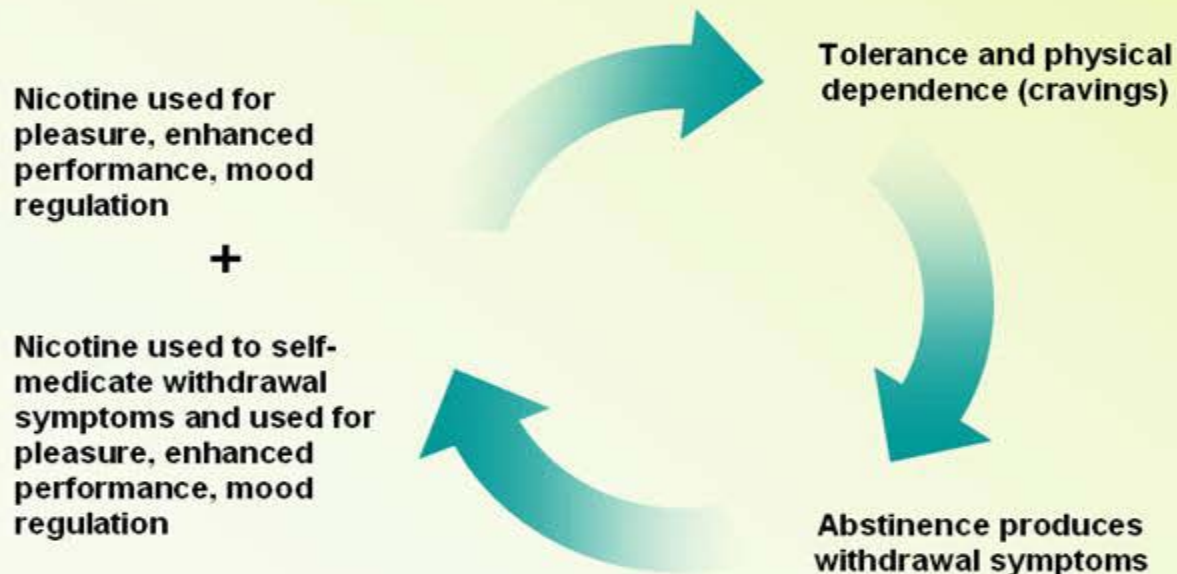 Nicotine used for
pleasure, enhanced
performance, mood
regulation
+
Nicotine used to self-
medicate withdrawal
symptoms and used for
pleasure, enhanced
performance, mood
regulation
Tolerance and physical
dependence (cravings)
Abstinence produces
withdrawal symptoms